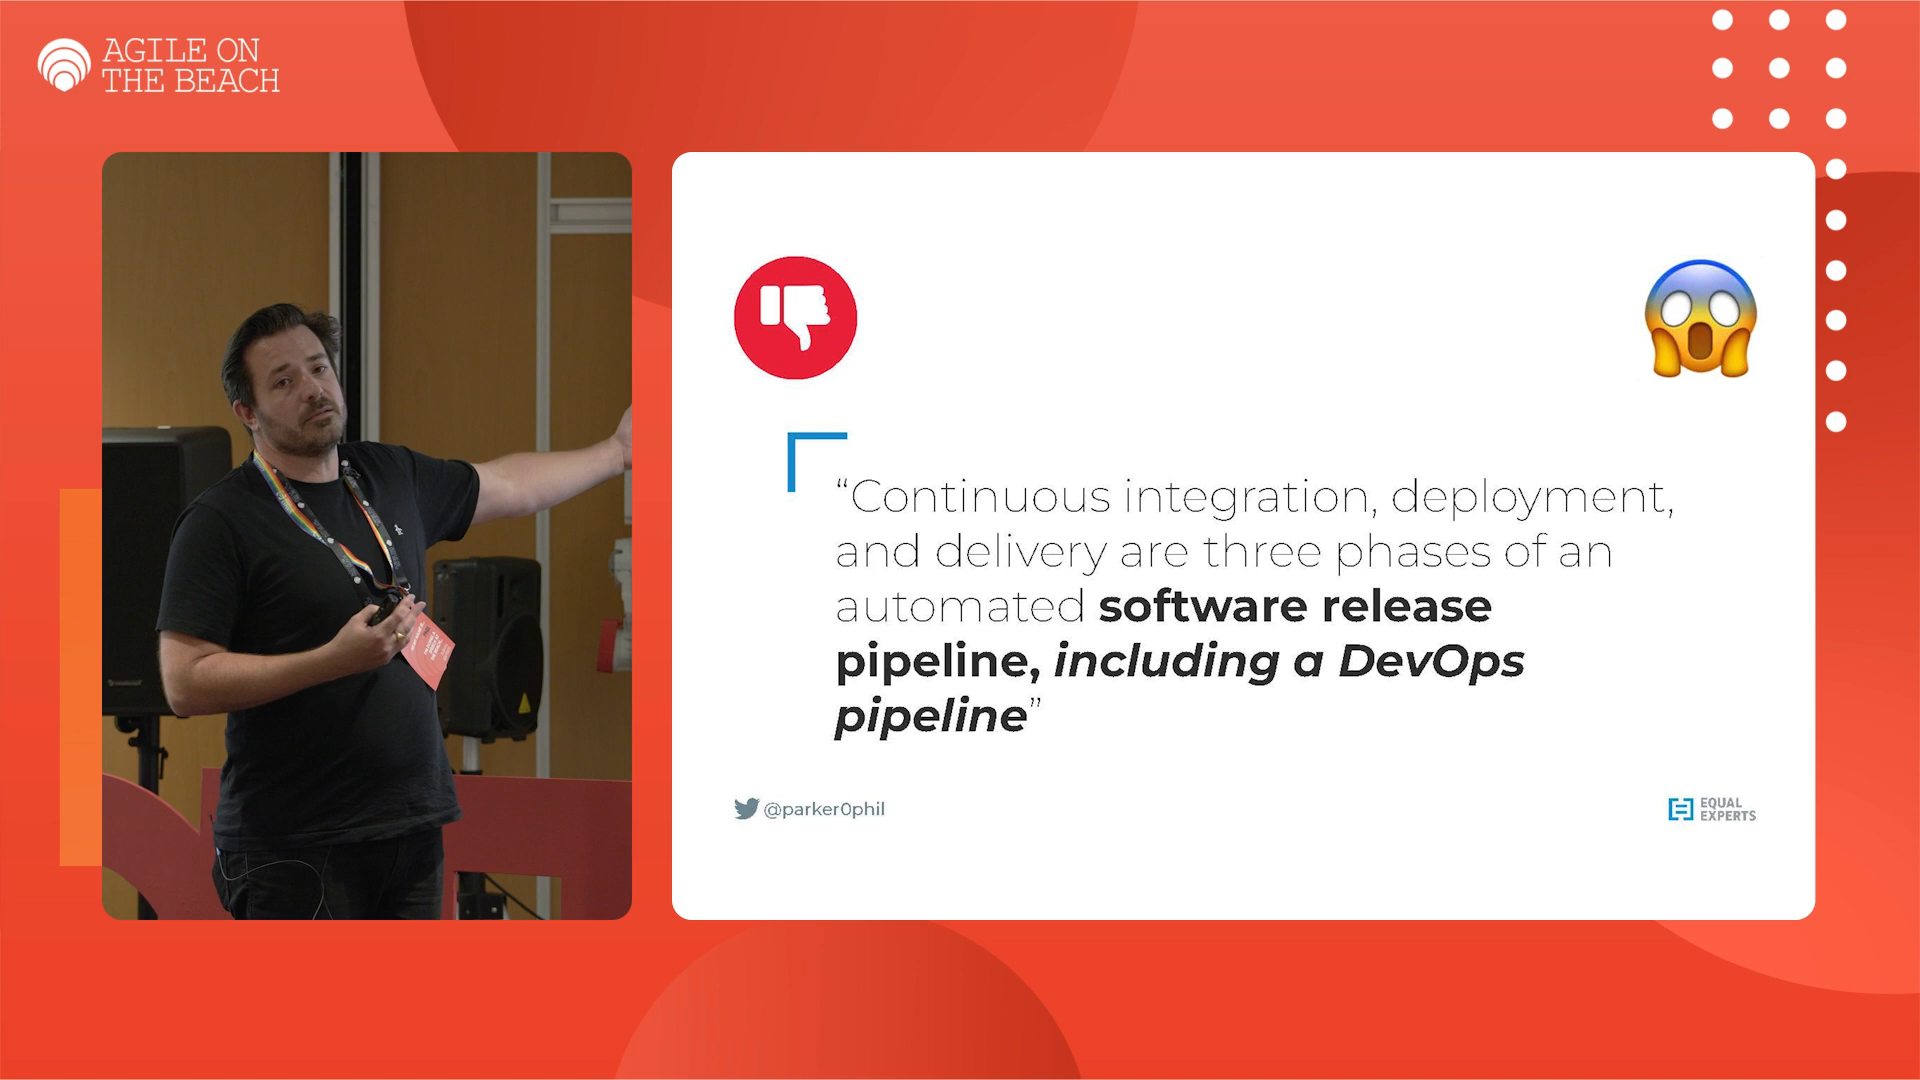 AGILE ON
THE BEACH
“Continuous integration, deployment,
and delivery are three phases of an
automated software release
pipeline, including a DevOps
pipeline”
@parker0phil
EQUAL
EXPERTS